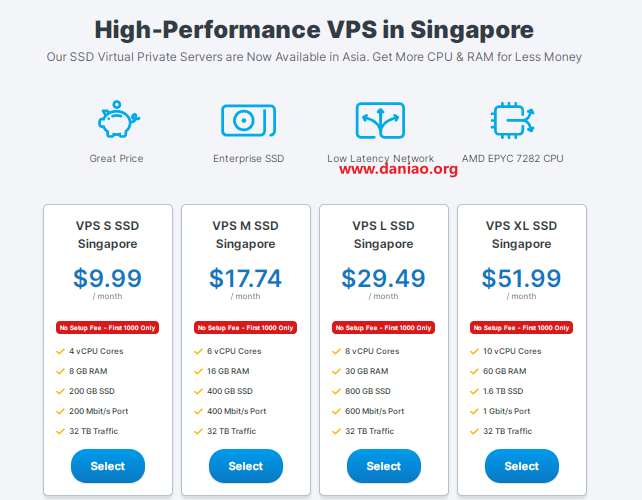 High-Performance VPS in Singapore
Our SSD Virtual Private Servers are Now Available in Asia. Get More CPU & RAM for Less Money
Great Price
Enterprise SSD
Low Latency Network
AMD EPYC 7282 CPU
www.daniao.org
VPS S SSD
Singapore
$9.99
/ month
No Setup Fee - First 1000 Only
4 vCPU Cores
8 GB RAM
200 GB SSD
200 Mbit/s Port
32 TB Traffic
Select
VPS M SSD
Singapore
$17.74
/ month
No Setup Fee - First 1000 Only
6 vCPU Cores
16 GB RAM
400 GB SSD
400 Mbit/s Port
32 TB Traffic
Select
VPS L SSD
Singapore
$29.49
/ month
No Setup Fee - First 1000 Only
8 vCPU Cores
30 GB RAM
800 GB SSD
600 Mbit/s Port
32 TB Traffic
Select
VPS XL SSD
Singapore
$51.99
/ month
No Setup Fee - First 1000 Only
10 vCPU Cores
60 GB RAM
1.6 TB SSD
1 Gbit/s Port
32 TB Traffic
Select